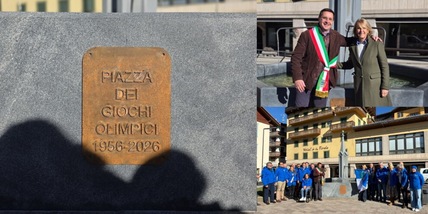 PIAZZA
DEI
GIOCHI
OLIMPICI
1956-2026